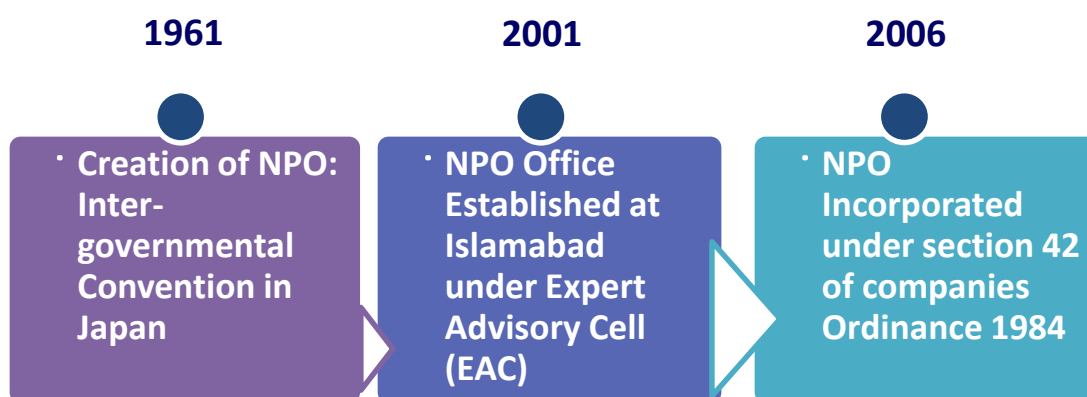 1961
2001
2006
· Creation of NPO:
Inter-
governmental
Convention in
Japan
· NPO Office
Established at
Islamabad
under Expert
Advisory Cell
(EAC)
· NPO
Incorporated
under section 42
of companies
Ordinance 1984